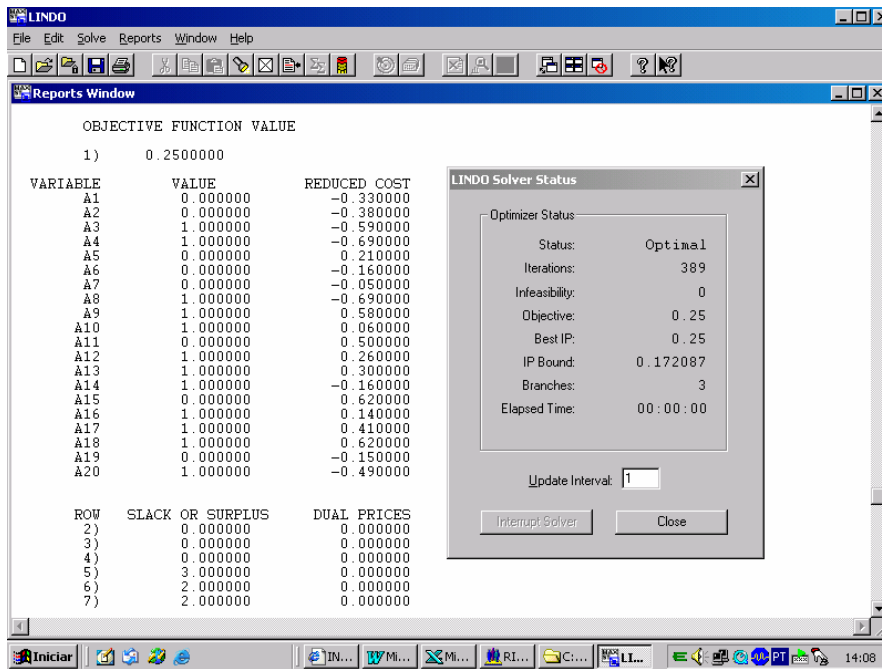 LINDO
File Edit Solve Reports Window Help
Reports Window
OBJECTIVE FUNCTION VALUE
1) 0.2500000
VARIABLE VALUE REDUCED COST
A1 0.000000 -0.330000
A2 0.000000 -0.380000
A3 1.000000 -0.590000
A4 1.000000 -0.690000
A5 0.000000 0.210000
A6 0.000000 -0.160000
A7 0.000000 -0.050000
A8 1.000000 -0.690000
A9 1.000000 0.580000
A10 1.000000 0.060000
A11 0.000000 0.500000
A12 1.000000 0.260000
A13 1.000000 0.300000
A14 1.000000 -0.160000
A15 0.000000 0.620000
A16 1.000000 0.140000
A17 1.000000 0.410000
A18 1.000000 0.620000
A19 0.000000 -0.150000
A20 1.000000 -0.490000
ROW SLACK OR SURPLUS DUAL PRICES
2) 0.000000 0.000000
3) 0.000000 0.000000
4) 0.000000 0.000000
5) 3.000000 0.000000
6) 2.000000 0.000000
7) 2.000000 0.000000
LINDO Solver Status
Optimizer Status
Status: Optimal
Iterations: 389
Infeasibility: 0
Objective: 0.25
Best IP: 0.25
IP Bound: 0.172087
Branches: 3
Elapsed Time: 00:00:00
Update Interval: 1
Interrupt Solver Close
Iniciar IN... Mi... Mi... RI... C:... LI... PT 14:08